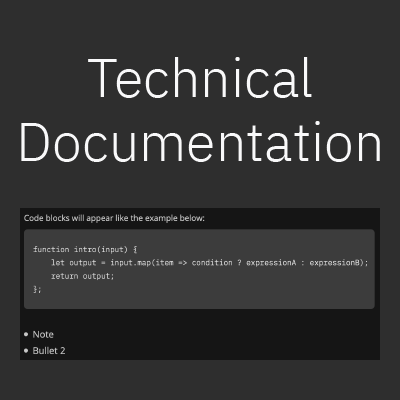 Technical
Documentation
Code blocks will appear like the example below:
function intro(input) {
    let output = input.map(item => condition ? expressionA : expressionB);
    return output;
};
• Note
• Bullet 2